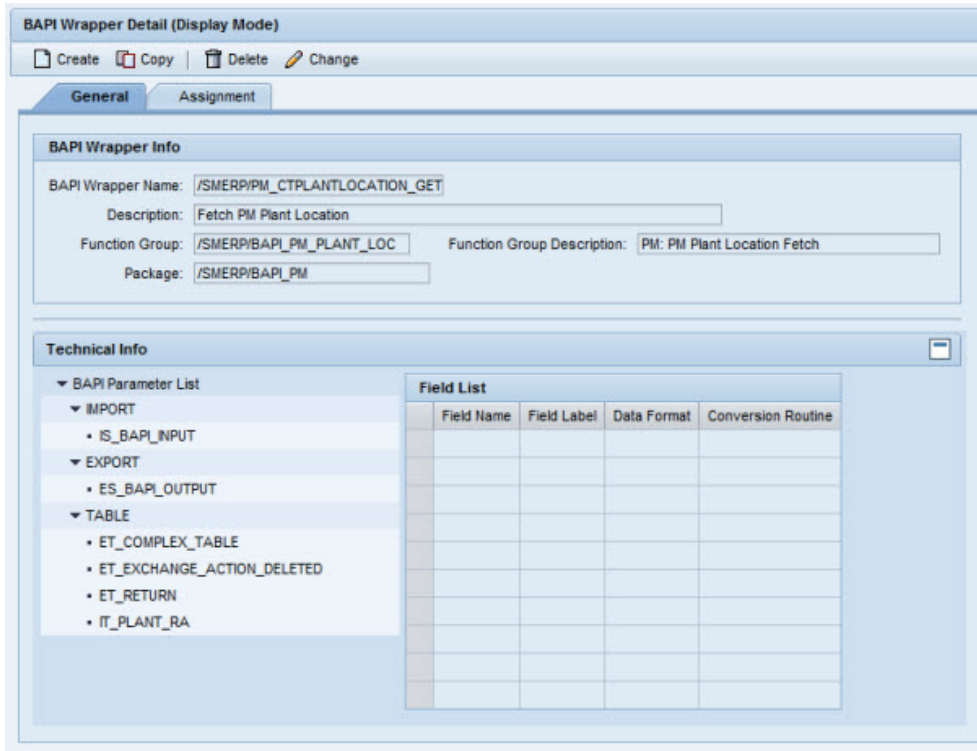 BAPI Wrapper Detail (Display Mode)
Create Copy Delete Change
General Assignment
BAPI Wrapper Info
BAPI Wrapper Name: /SMERP/PM_CTPLANTLOCATION_GET
Description: Fetch PM Plant Location
Function Group: /SMERP/BAPI_PM_PLANT_LOC Function Group Description: PM: PM Plant Location Fetch
Package: /SMERP/BAPI_PM
Technical Info
BAPI Parameter List
IMPORT
IS_BAPI_INPUT
EXPORT
ES_BAPI_OUTPUT
TABLE
ET_COMPLEX_TABLE
ET_EXCHANGE_ACTION_DELETED
ET_RETURN
IT_PLANT_RA
Field List
Field Name Field Label Data Format Conversion Routine